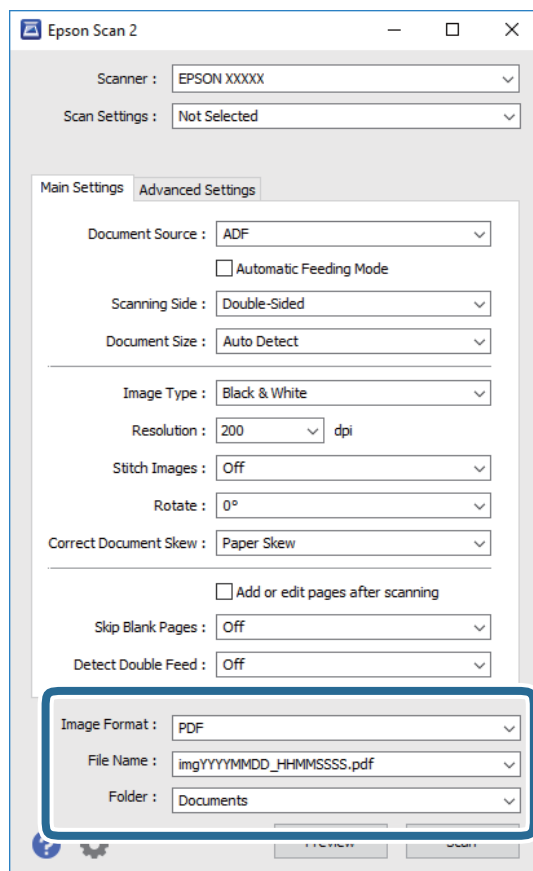 Epson Scan 2
Scanner : EPSON XXXXX
Scan Settings : Not Selected
Main Settings Advanced Settings
Document Source : ADF
Automatic Feeding Mode
Scanning Side : Double-Sided
Document Size : Auto Detect
Image Type : Black & White
Resolution : 200 dpi
Stitch Images : Off
Rotate : 0°
Correct Document Skew : Paper Skew
Add or edit pages after scanning
Skip Blank Pages : Off
Detect Double Feed : Off
Image Format : PDF
File Name : imgYYYYMMDD_HHMMSSSS.pdf
Folder : Documents
? Preview Scan